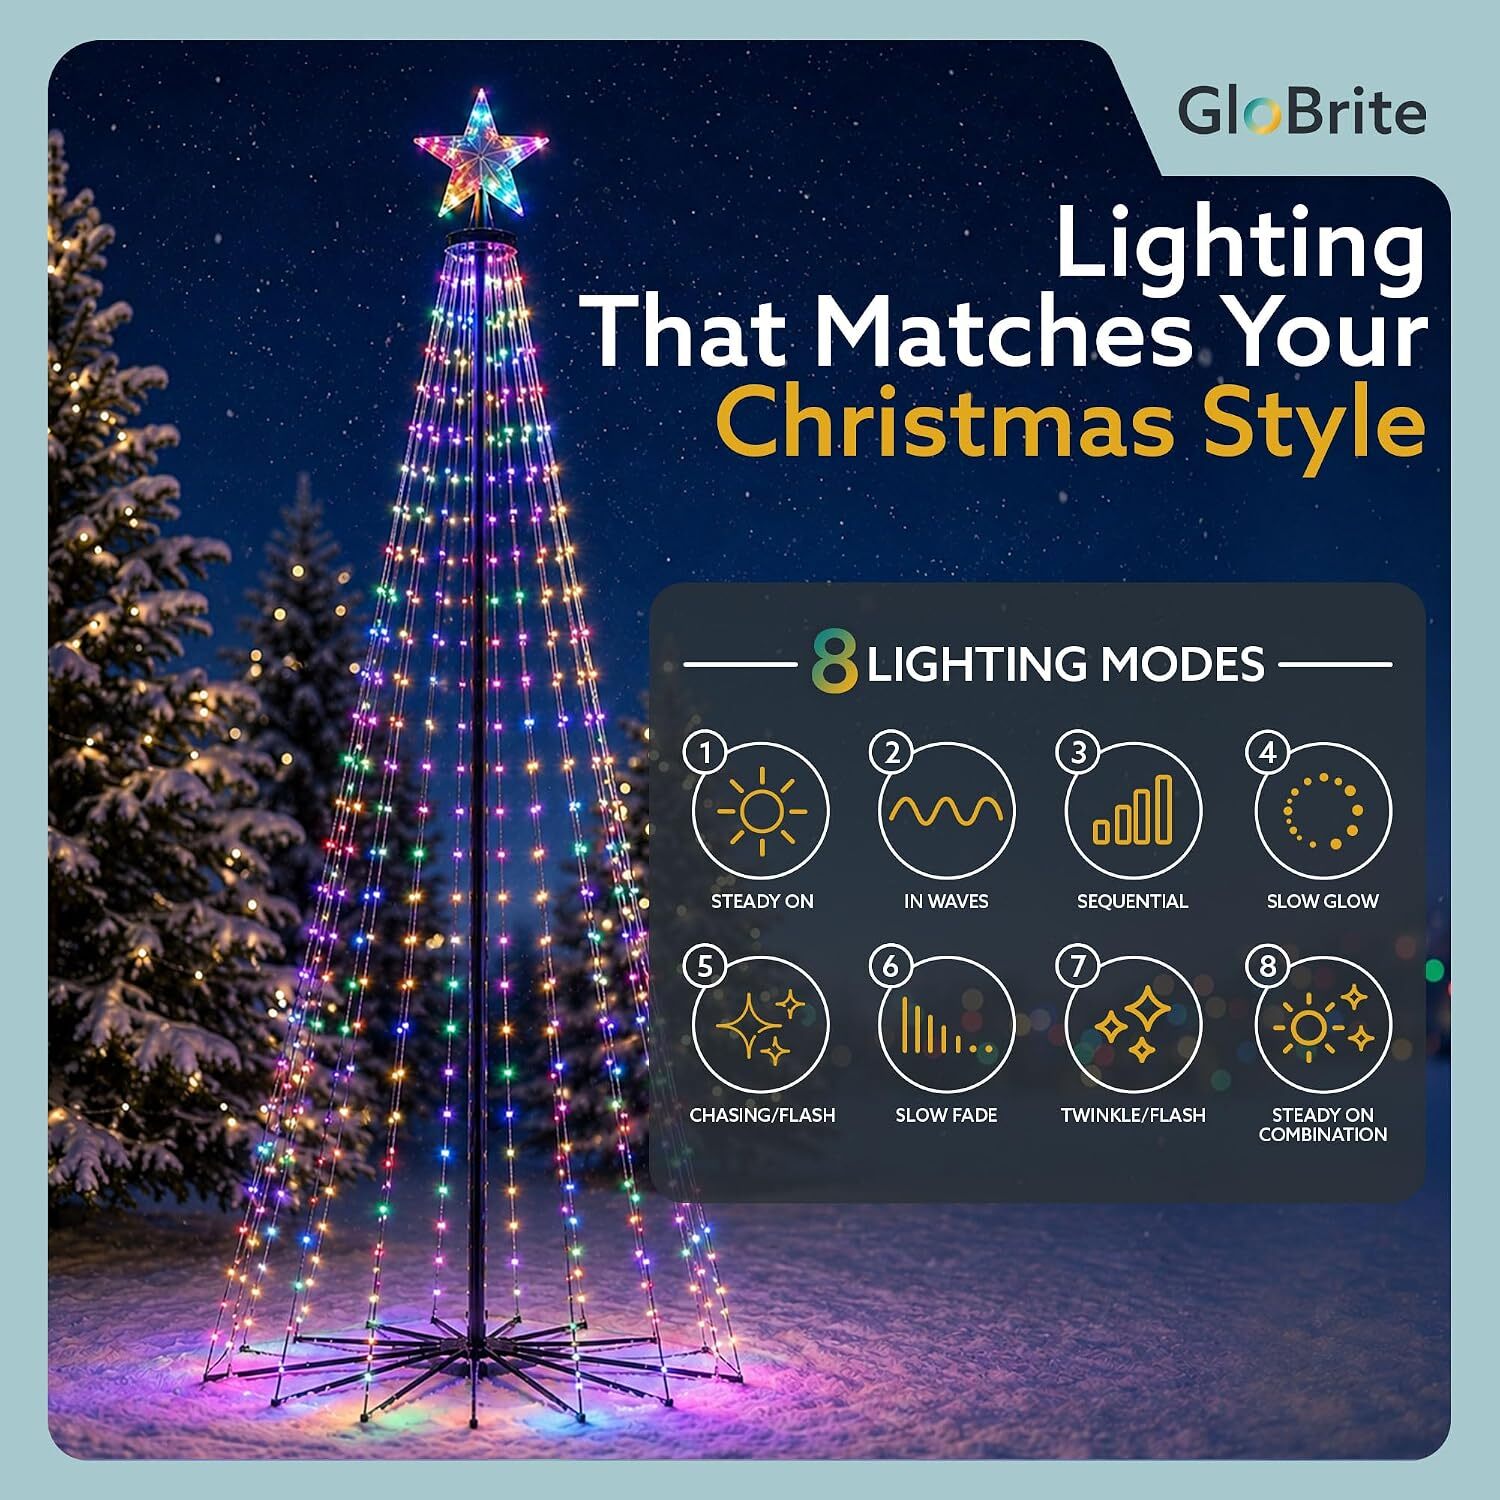 GloBrite
Lighting
That Matches Your
Christmas Style
8 LIGHTING MODES
1
2
3
4
STEADY ON
IN WAVES
SEQUENTIAL
SLOW GLOW
5
6
7
8
CHASING/FLASH
SLOW FADE
TWINKLE/FLASH
STEADY ON
COMBINATION